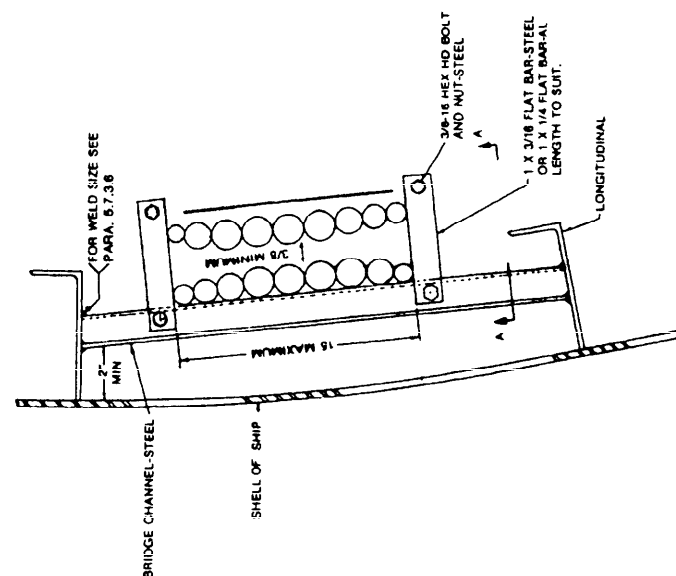 FOR WELD SIZE SEE
PARA. 5.7.3.6
3/8-16 HEX HD BOLT
AND NUT-STEEL
A
1 X 3/16 FLAT BAR-STEEL
OR 1 X 1/4 FLAT BAR-AL
LENGTH TO SUIT.
LONGITUDINAL
3/8 MINIMUM
15 MAXIMUM
A
2"
MIN
SHELL OF SHIP
BRIDGE CHANNEL-STEEL